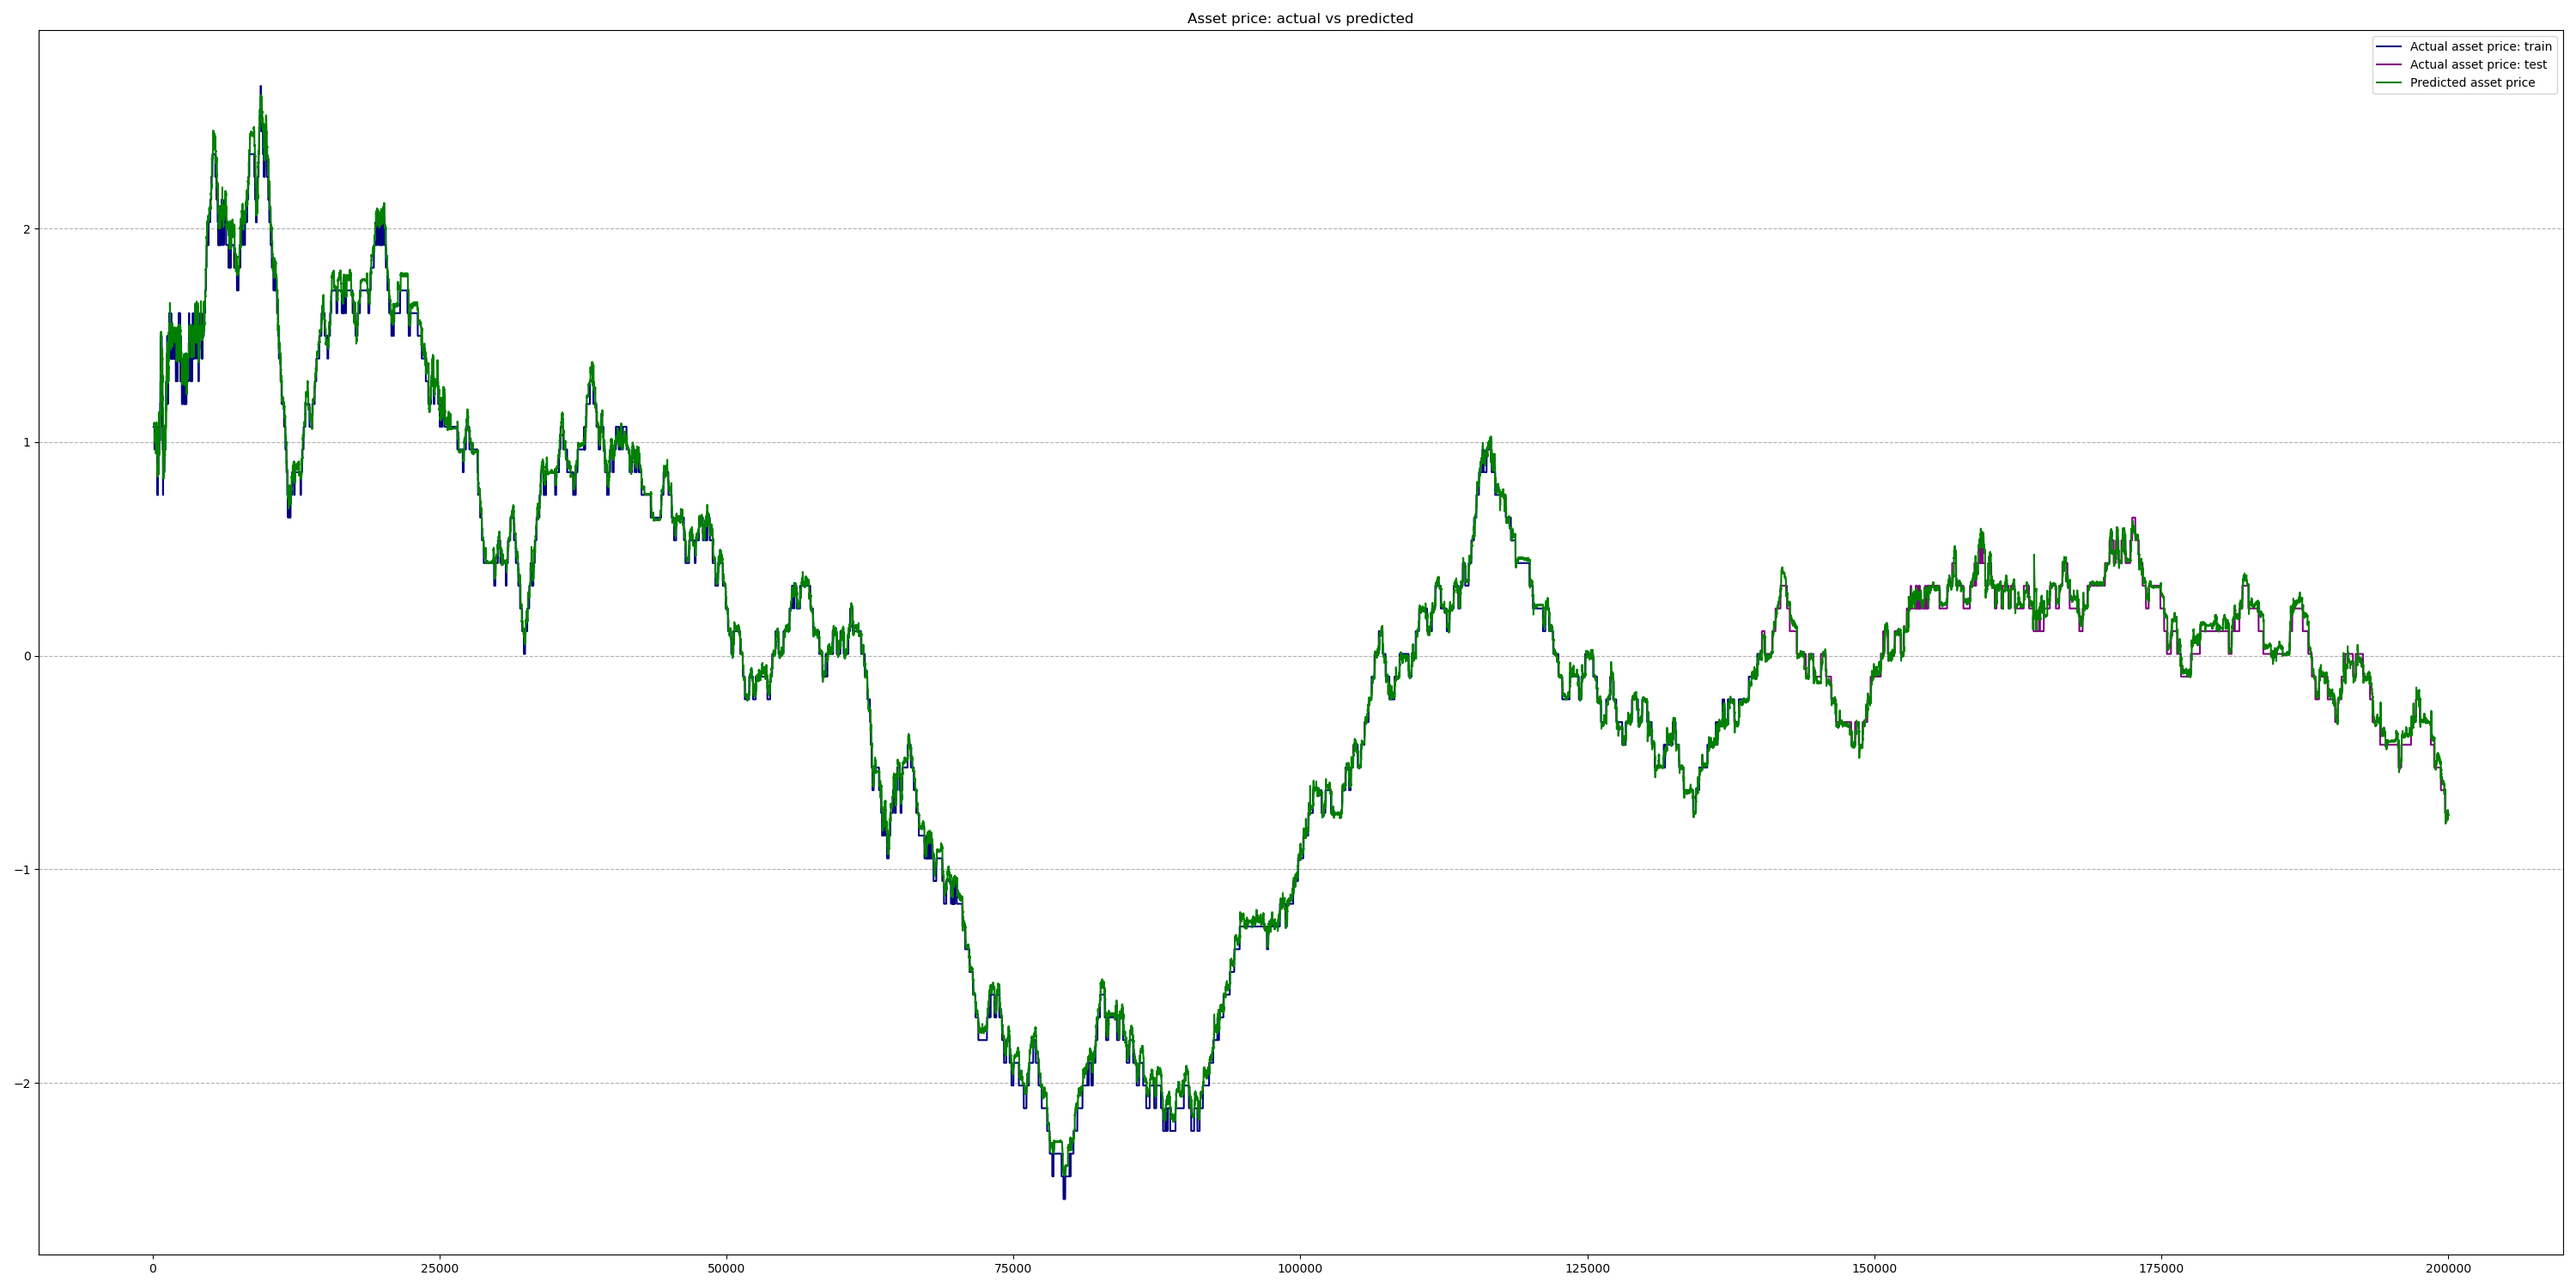 Asset price: actual vs predicted
Actual asset price: train
Actual asset price: test
Predicted asset price
2
1
0
−1
−2
0 25000 50000 75000 100000 125000 150000 175000 200000